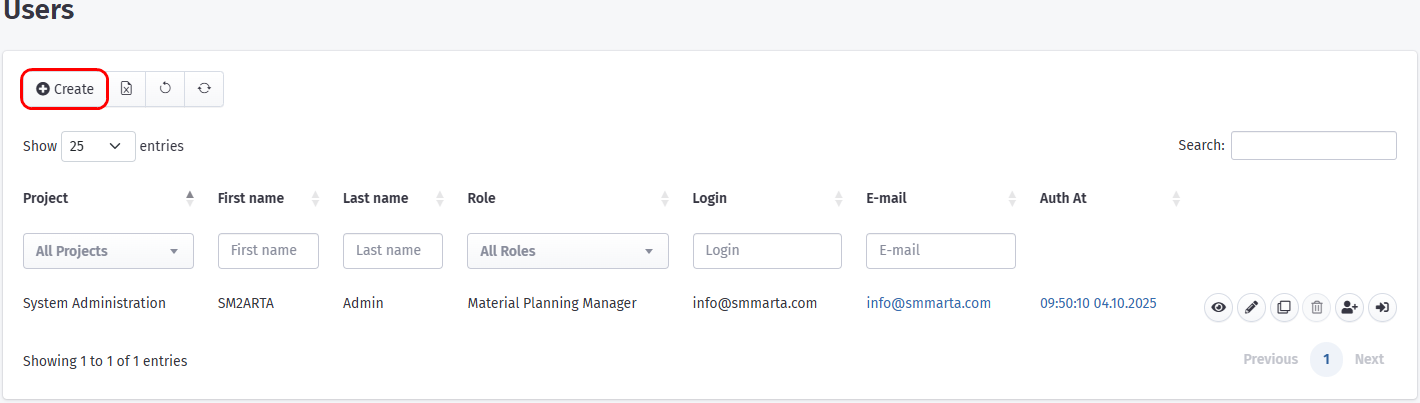 Users
Create
Show 25 entries
Search:
Project First name Last name Role Login E-mail Auth At
All Projects First name Last name All Roles Login E-mail
System Administration SM2ARTA Admin Material Planning Manager info@smmarta.com info@smmarta.com 09:50:10 04.10.2025
Showing 1 to 1 of 1 entries
Previous 1 Next